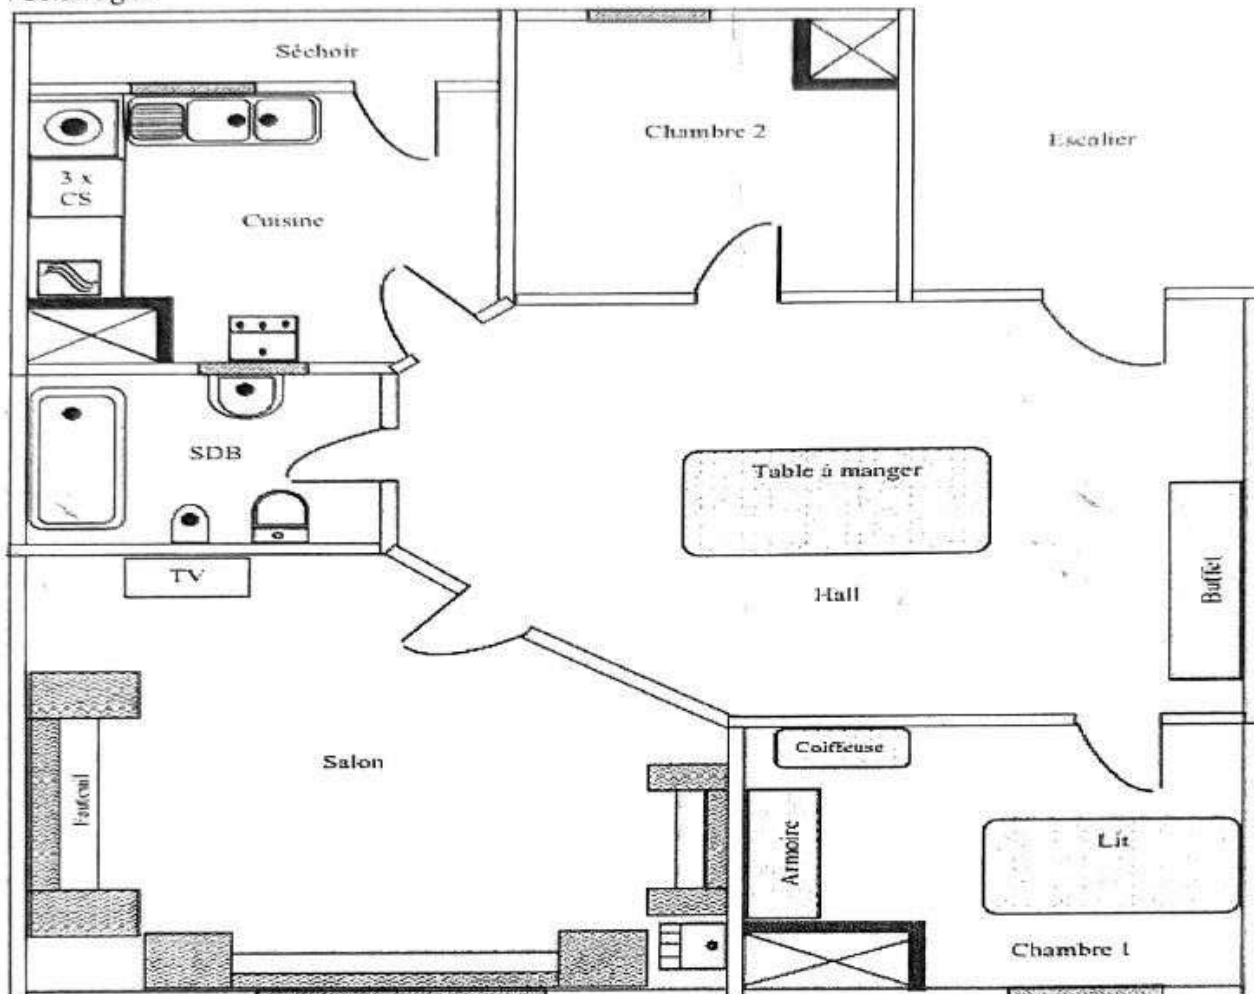 Séchoir
Chambre 2
Escalier
3 x
CS
Cuisine
SDB
Table à manger
TV
Hall
Buffet
Salon
Coiffeuse
Fauteuil
Armoire
Lit
Chambre 1